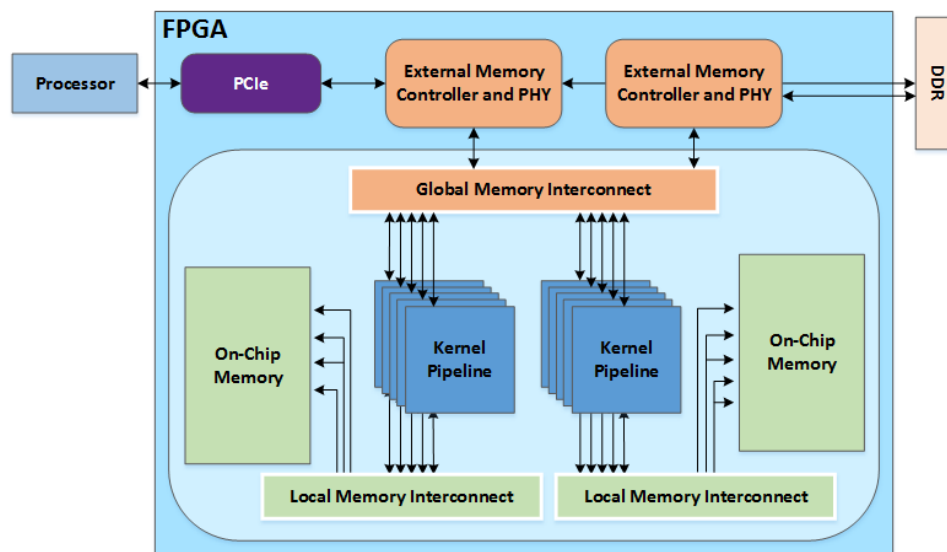 FPGA
Processor
PCIe
External Memory
Controller and PHY
External Memory
Controller and PHY
DDR
Global Memory Interconnect
On-Chip
Memory
Kernel
Pipeline
Kernel
Pipeline
On-Chip
Memory
Local Memory Interconnect
Local Memory Interconnect